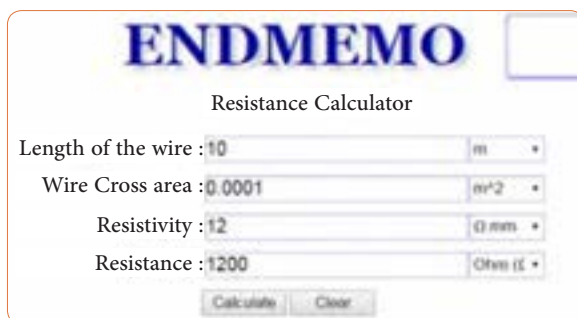 ENDMEMO
Resistance Calculator
Length of the wire : 10 m
Wire Cross area : 0.0001 m^2
Resistivity : 12 Ω mm
Resistance : 1200 Ohm (Ω
Calculate Clear